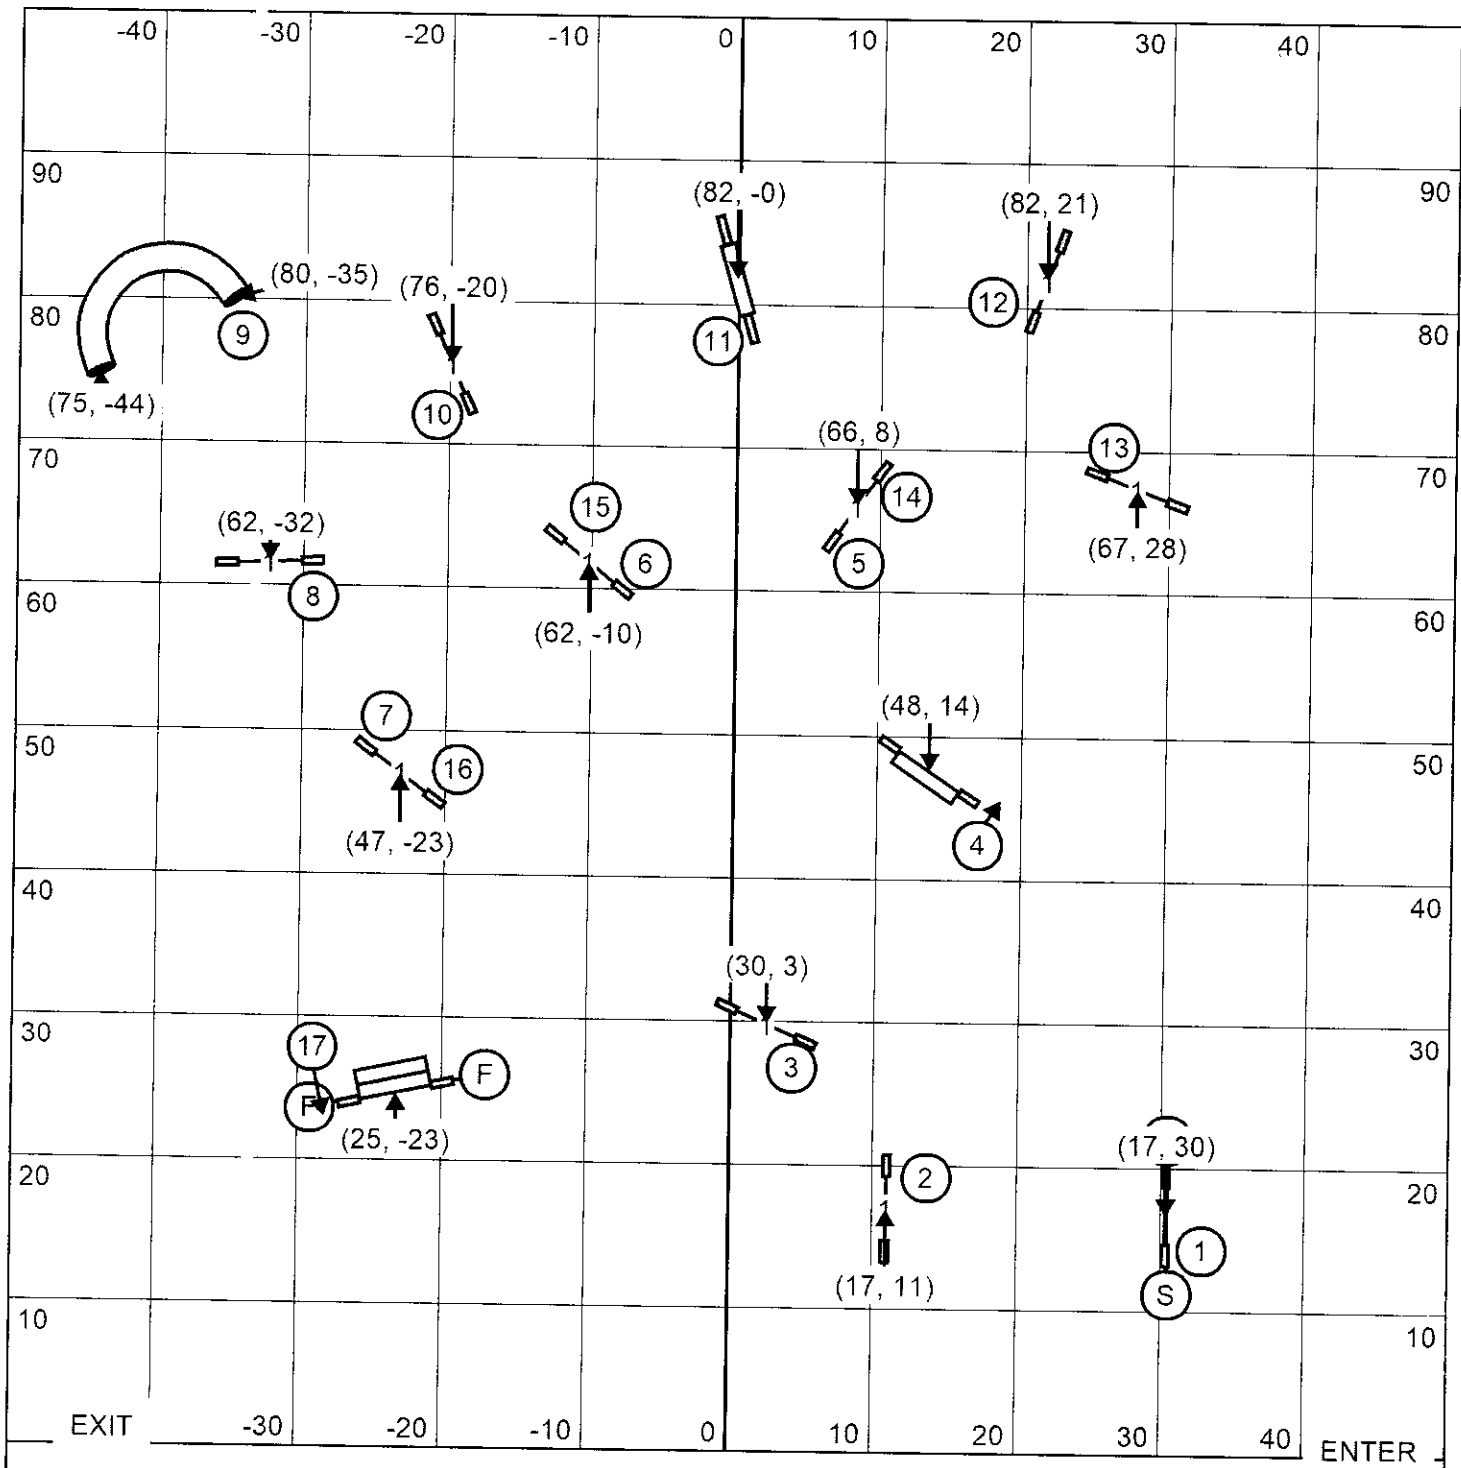 -40 -30 -20 -10 0 10 20 30 40
90 90
(82, -0) (82, 21)
(80, -35) (76, -20)
80 9 11 12 80
(75, -44) 10
70 (66, 8) 13 70
(62, -32) 15 14
6 5 (67, 28)
60 8 60
(62, -10)
7 (48, 14)
50 16 50
(47, -23) 4
40 40
(30, 3)
30 17 3 30
F F
(25, -23) (17, 30)
20 2 20
1
(17, 11) S
10 10
EXIT -30 -20 -10 0 10 20 30 40 ENTER